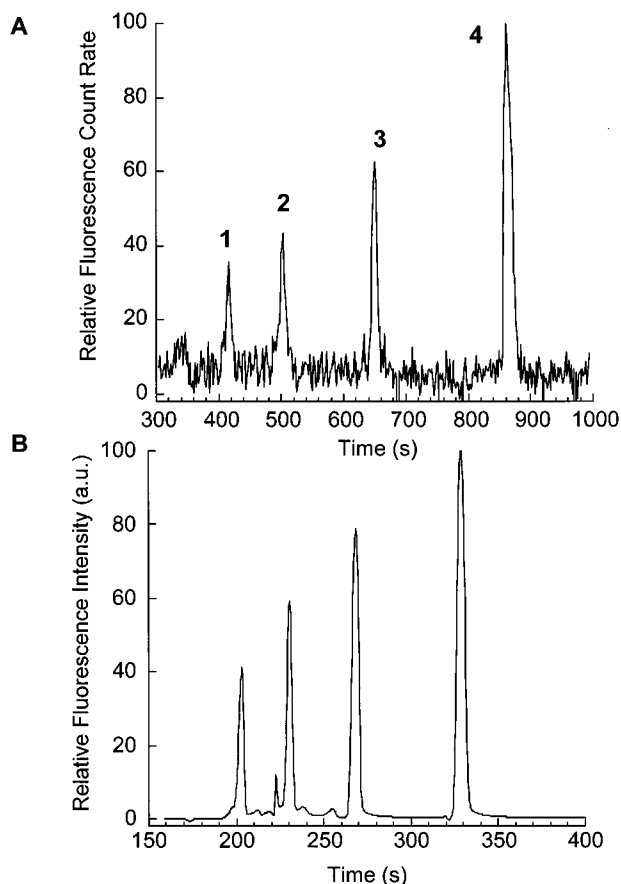 A
Relative Fluorescence Count Rate
100
80
60
40
20
0
1
2
3
4
300 400 500 600 700 800 900 1000
Time (s)
B
Relative Fluorescence Intensity (a.u.)
100
80
60
40
20
0
150 200 250 300 350 400
Time (s)